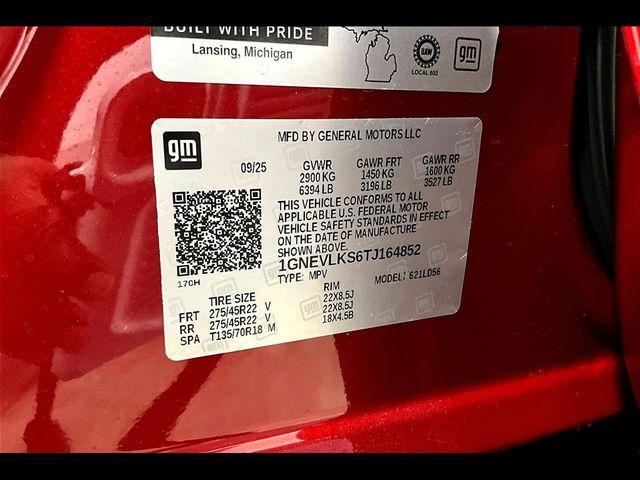 BUILT WITH PRIDE
Lansing, Michigan
UAW
LOCAL 602
gm
gm
MFD BY GENERAL MOTORS LLC
09/25 GVWR GAWR FRT GAWR RR
2900 KG 1450 KG 1600 KG
6394 LB 3196 LB 3527 LB
THIS VEHICLE CONFORMS TO ALL
APPLICABLE U.S. FEDERAL MOTOR
VEHICLE SAFETY STANDARDS IN EFFECT
ON THE DATE OF MANUFACTURE
SHOWN ABOVE.
1GNEVLKS6TJ164852
170H
TYPE: MPV MODEL: 621LD56
TIRE SIZE RIM
FRT 275/45R22 V 22X8.5J
RR 275/45R22 V 22X8.5J
SPA T135/70R18 M 18X4.5B